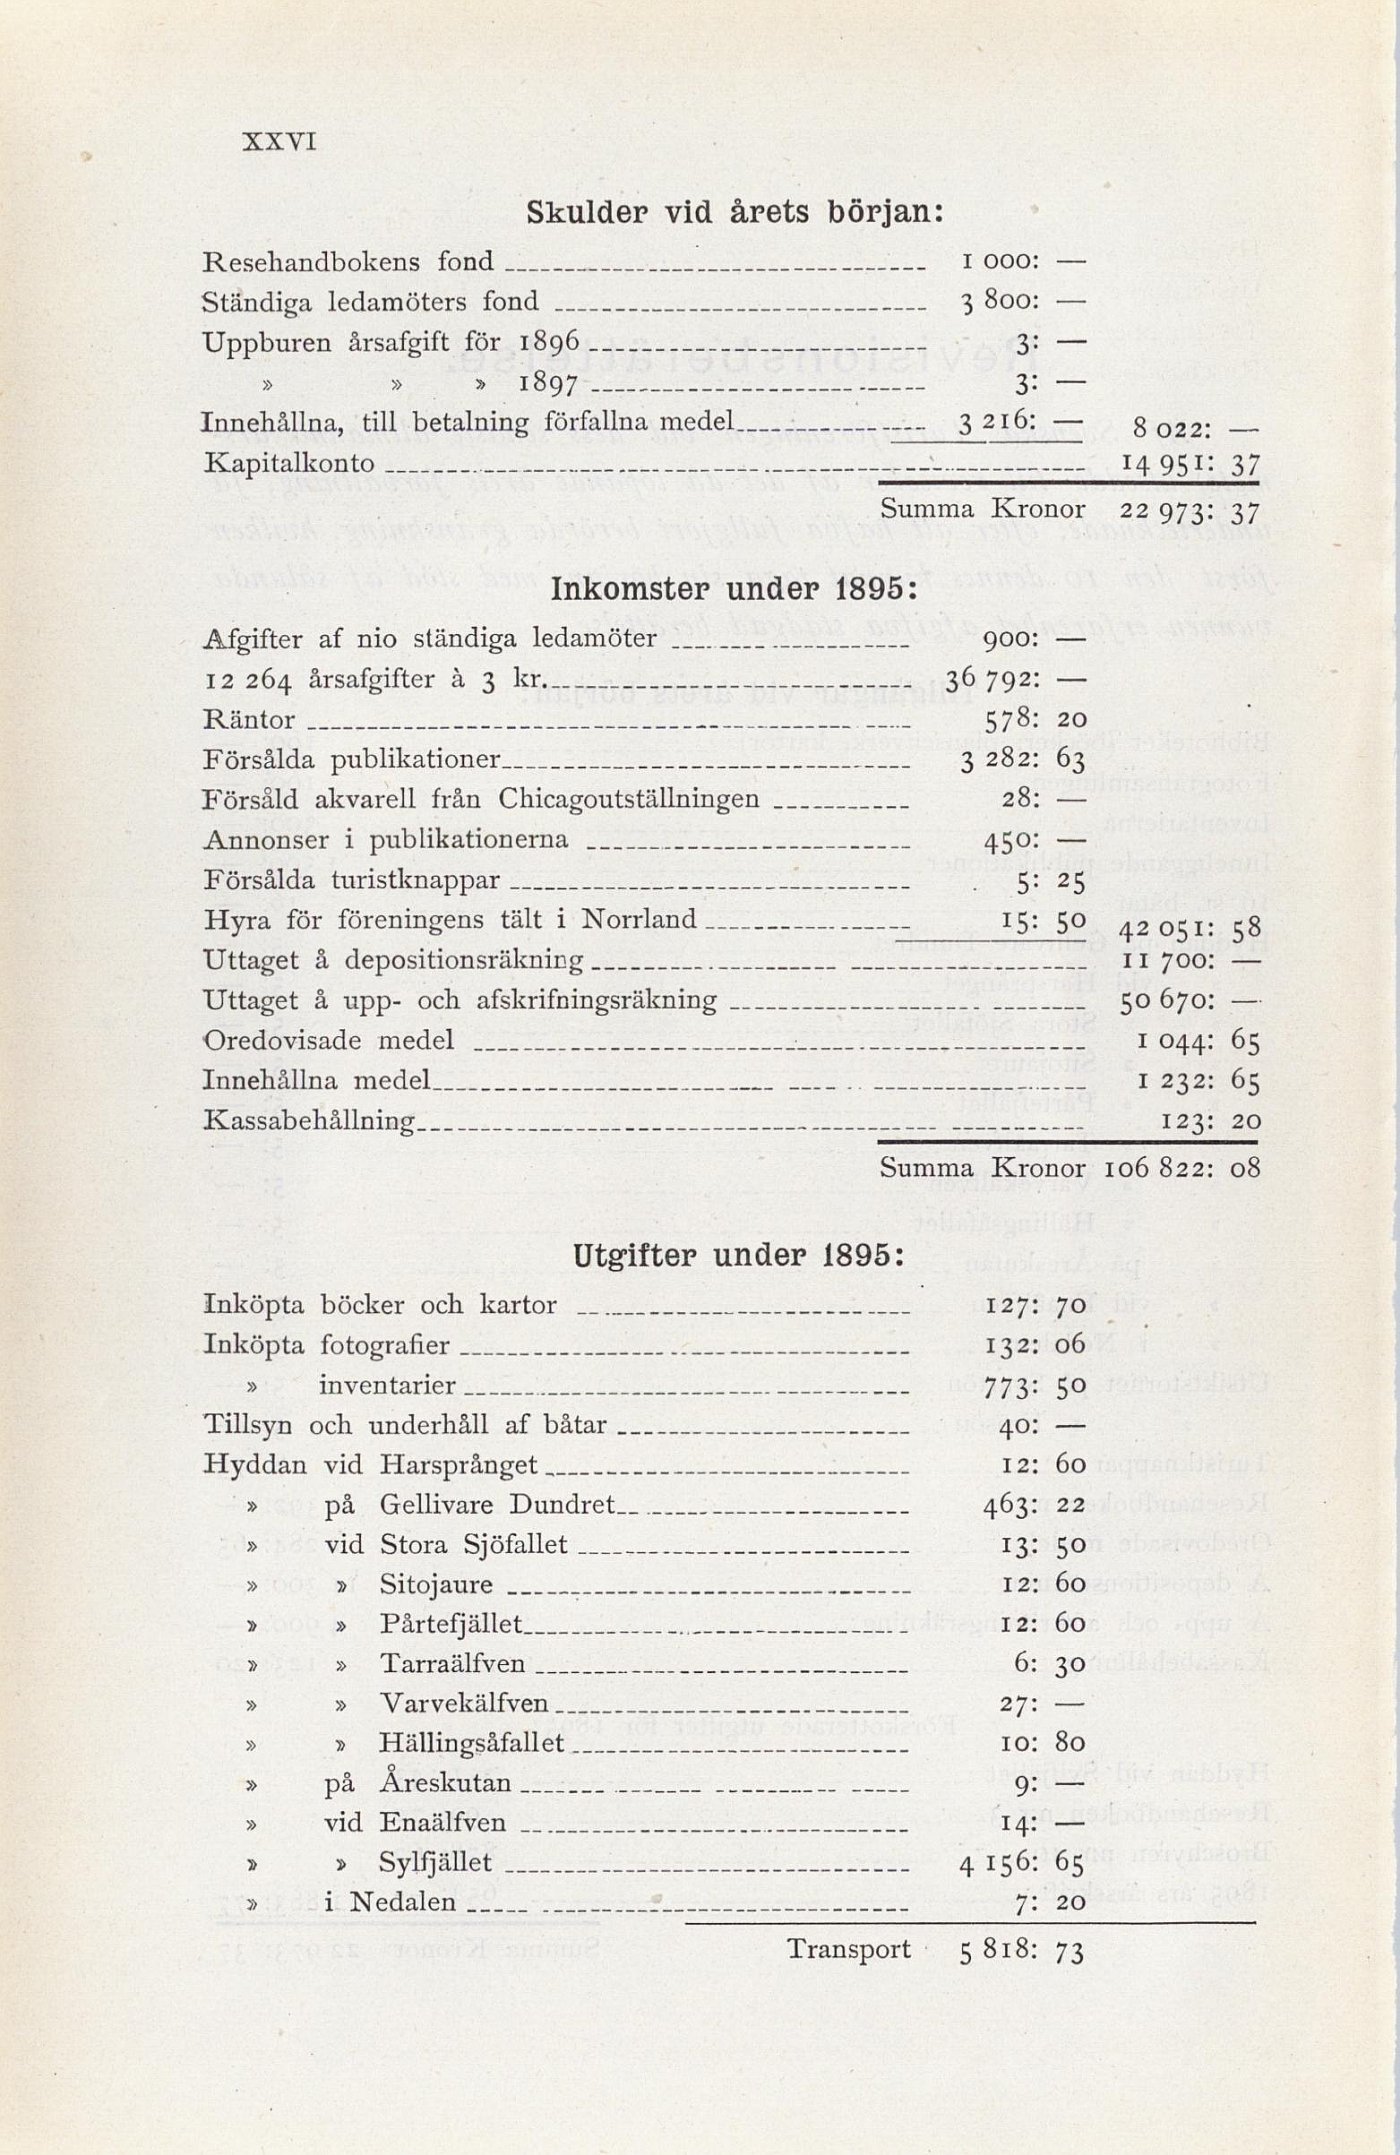 XXVI
Skulder vid årets början:
Resehandbokens fond 1 000: —
Ständiga ledamöters fond 3 800: —
Uppburen årsafgift för 1896 3: —
» » » 1897 3: —
Innehållna, till betalning förfallna medel 3 216: — 8 022: —
Kapitalkonto 14 951: 37
Summa Kronor 22 973: 37
Inkomster under 1895:
Afgifter af nio ständiga ledamöter 900: —
12 264 årsafgifter à 3 kr. 36 792: —
Räntor 578: 20
Försålda publikationer 3 282: 63
Försåld akvarell från Chicagoutställningen 28: —
Annonser i publikationerna 450: —
Försålda turistknappar 5: 25
Hyra för föreningens tält i Norrland 15: 50 42 051: 58
Uttaget å depositionsräkning 11 700: —
Uttaget å upp- och afskrifningsräkning 50 670: —
Oredovisade medel 1 044: 65
Innehållna medel 1 232: 65
Kassabehållning 123: 20
Summa Kronor 106 822: 08
Utgifter under 1895:
Inköpta böcker och kartor 127: 70
Inköpta fotografier 132: 06
» inventarier 773: 50
Tillsyn och underhåll af båtar 40: —
Hyddan vid Harsprånget 12: 60
» på Gellivare Dundret 463: 22
» vid Stora Sjöfallet 13: 50
» » Sitojaure 12: 60
» » Pårtefjället 12: 60
» » Tarraälfven 6: 30
» » Varvekälfven 27: —
» » Hällingsåfallet 10: 80
» på Åreskutan 9: —
» vid Enaälfven 14: —
» » Sylfjället 4 156: 65
» i Nedalen 7: 20
Transport 5 818: 73